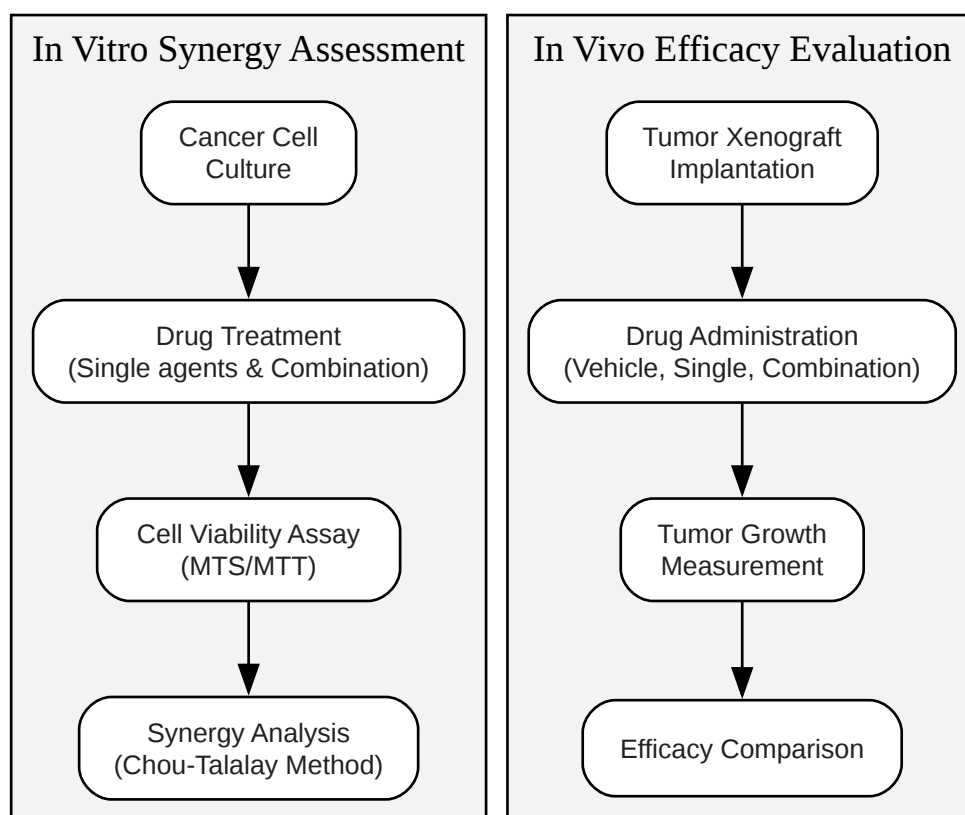 In Vitro Synergy Assessment
Cancer Cell
Culture
Drug Treatment
(Single agents & Combination)
Cell Viability Assay
(MTS/MTT)
Synergy Analysis
(Chou-Talalay Method)
In Vivo Efficacy Evaluation
Tumor Xenograft
Implantation
Drug Administration
(Vehicle, Single, Combination)
Tumor Growth
Measurement
Efficacy Comparison